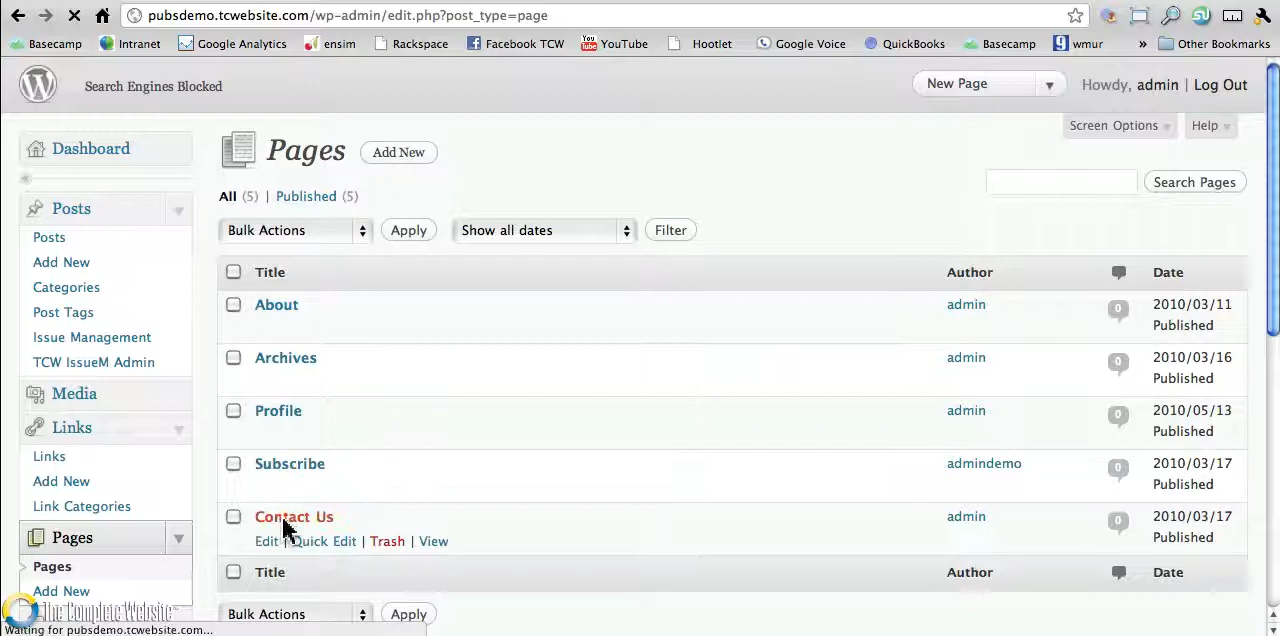 pubsdemo.tcwebsite.com/wp-admin/edit.php?post_type=page
Basecamp Intranet Google Analytics ensim Rackspace Facebook TCW YouTube Hootlet Google Voice QuickBooks Basecamp wmur » Other Bookmarks
Search Engines Blocked New Page Howdy, admin | Log Out
Screen Options Help
Dashboard
Pages Add New
Search Pages
All (5) | Published (5)
Posts
Bulk Actions Apply Show all dates Filter
Posts
Add New
Categories
Post Tags
Issue Management
TCW IssueM Admin
Media
Links
Links
Add New
Link Categories
Pages
Pages
Add New
Title Author Date
About admin 0 2010/03/11
Published
Archives admin 0 2010/03/16
Published
Profile admin 0 2010/05/13
Published
Subscribe admindemo 0 2010/03/17
Published
Contact Us admin 0 2010/03/17
Edit | Quick Edit | Trash | View Published
Title Author Date
Bulk Actions Apply
The Complete Website
Waiting for pubsdemo.tcwebsite.com...